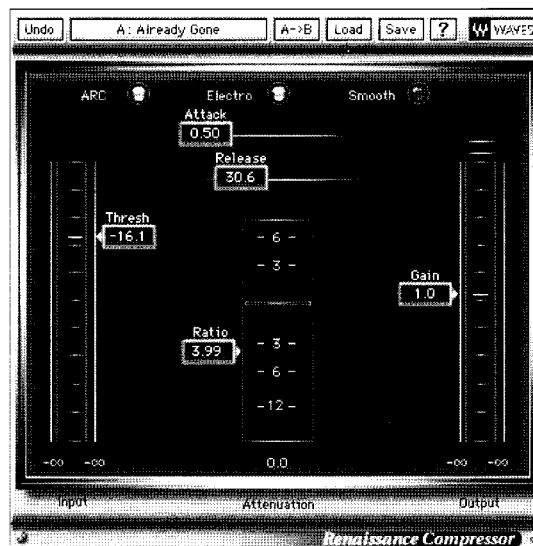 Undo A: Already Gone A->B Load Save ? WAVES
ARC Electro Smooth
Attack
0.50
Release
30.6
Thresh
-16.1
- 6 -
- 3 -
Gain
1.0
Ratio
3.99
- 3 -
- 6 -
-12 -
-oo -oo 0.0 -oo -oo
Input Attenuation Output
Renaissance Compressor